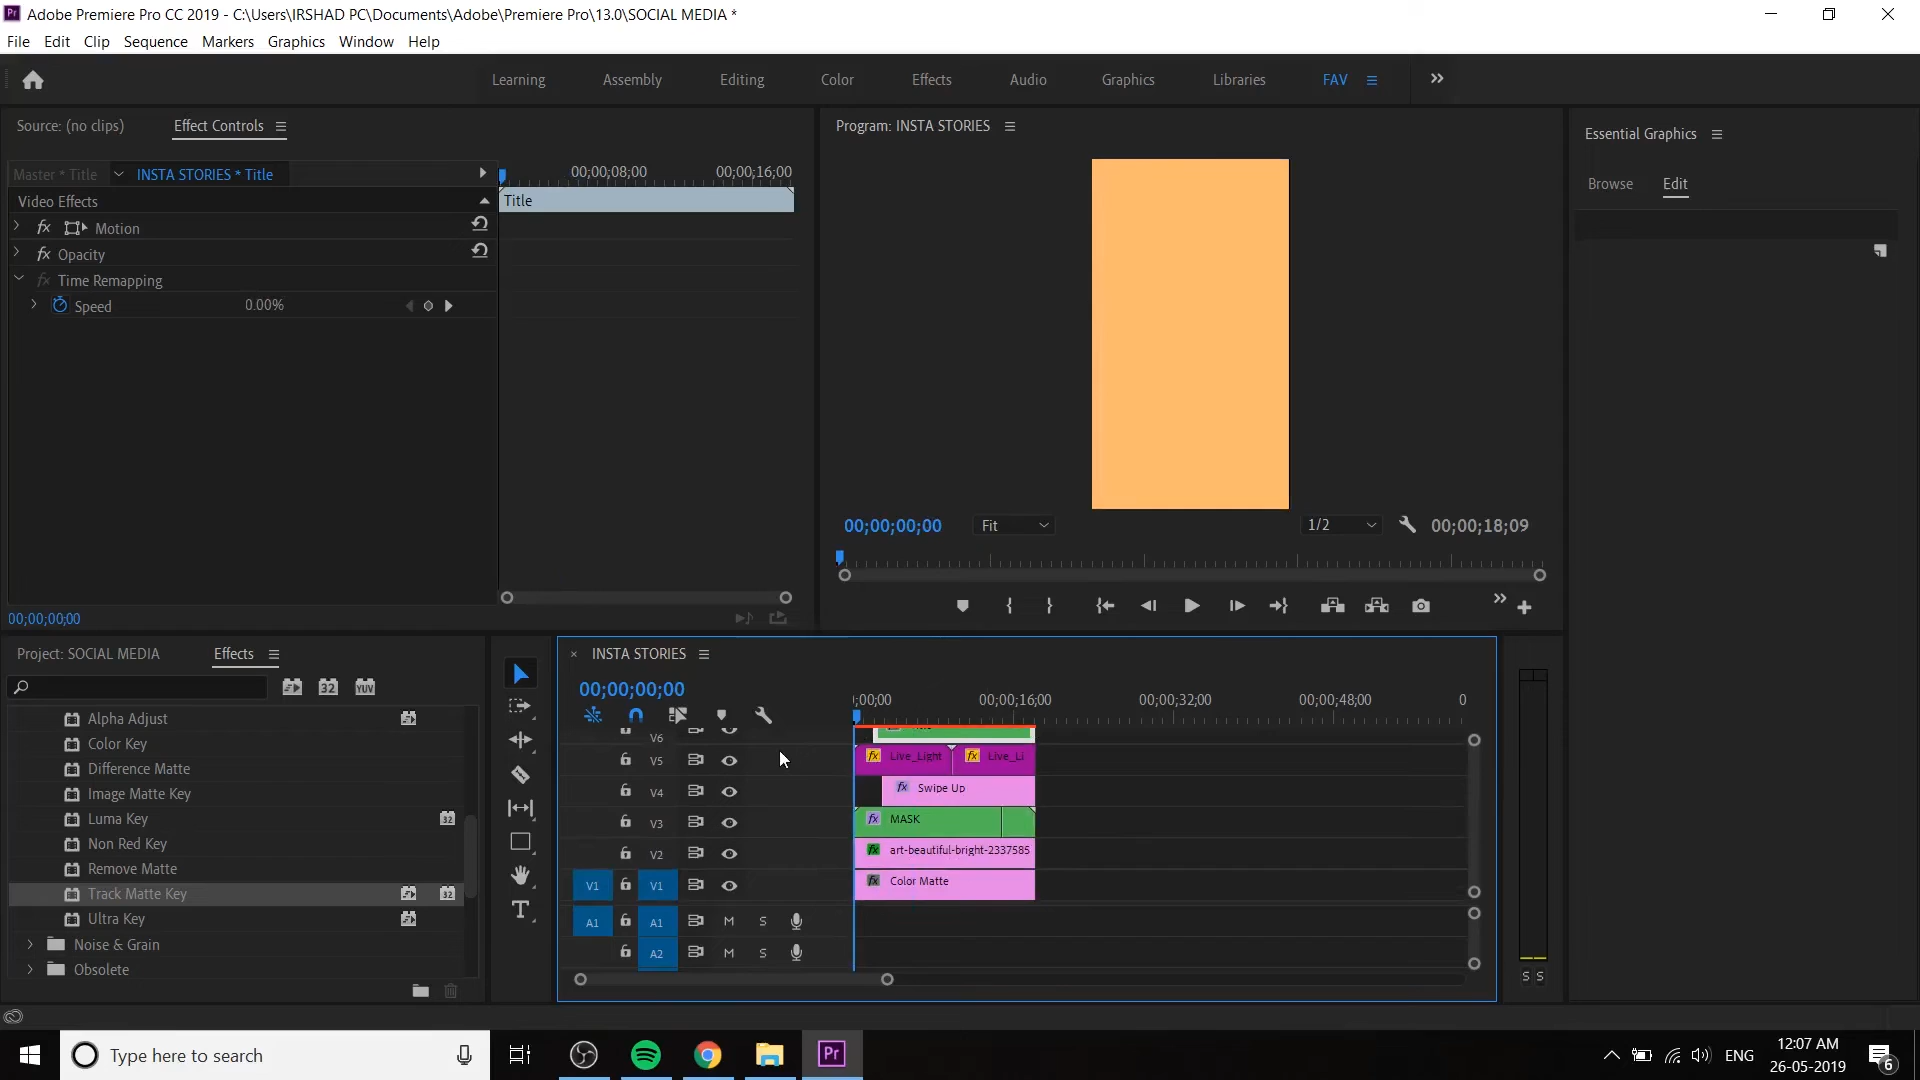 Pr Adobe Premiere Pro CC 2019 - C:\Users\IRSHAD PC\Documents\Adobe\Premiere Pro\13.0\SOCIAL MEDIA *
File Edit Clip Sequence Markers Graphics Window Help
Learning Assembly Editing Color Effects Audio Graphics Libraries FAV
Source: (no clips) Effect Controls
Program: INSTA STORIES
Essential Graphics
Browse Edit
Master * Title INSTA STORIES * Title
00;00;08;00 00;00;16;00
Video Effects
Title
fx Motion
fx Opacity
fx Time Remapping
Speed 0.00%
00;00;00;00 Fit 1/2 00;00;18;09
00;00;00;00
Project: SOCIAL MEDIA Effects
32 YUV
Alpha Adjust
Color Key
Difference Matte
Image Matte Key
Luma Key 32
Non Red Key
Remove Matte
Track Matte Key 32
Ultra Key
Noise & Grain
Obsolete
INSTA STORIES
00;00;00;00
;00;00 00;00;16;00 00;00;32;00 00;00;48;00 0
V6
V5 fx Live_Light fx Live_Li
V4 fx Swipe Up
V3 fx MASK
V2 fx art-beautiful-bright-2337585
V1 V1 fx Color Matte
A1 A1 M S
A2 M S
S S
Type here to search
Pr
ENG
12:07 AM
26-05-2019
6